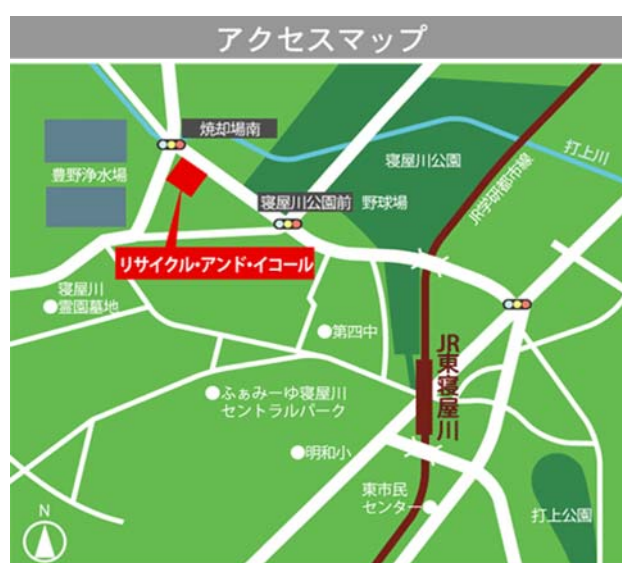 アクセスマップ
焼却場南
打上川
寝屋川公園
豊野浄水場
JR学研都市線
寝屋川公園前
野球場
リサイクル・アンド・イコール
寝屋川
霊園墓地
第四中
JR東寝屋川
ふぁみーゆ寝屋川
セントラルパーク
明和小
東市民
センター
打上公園
N